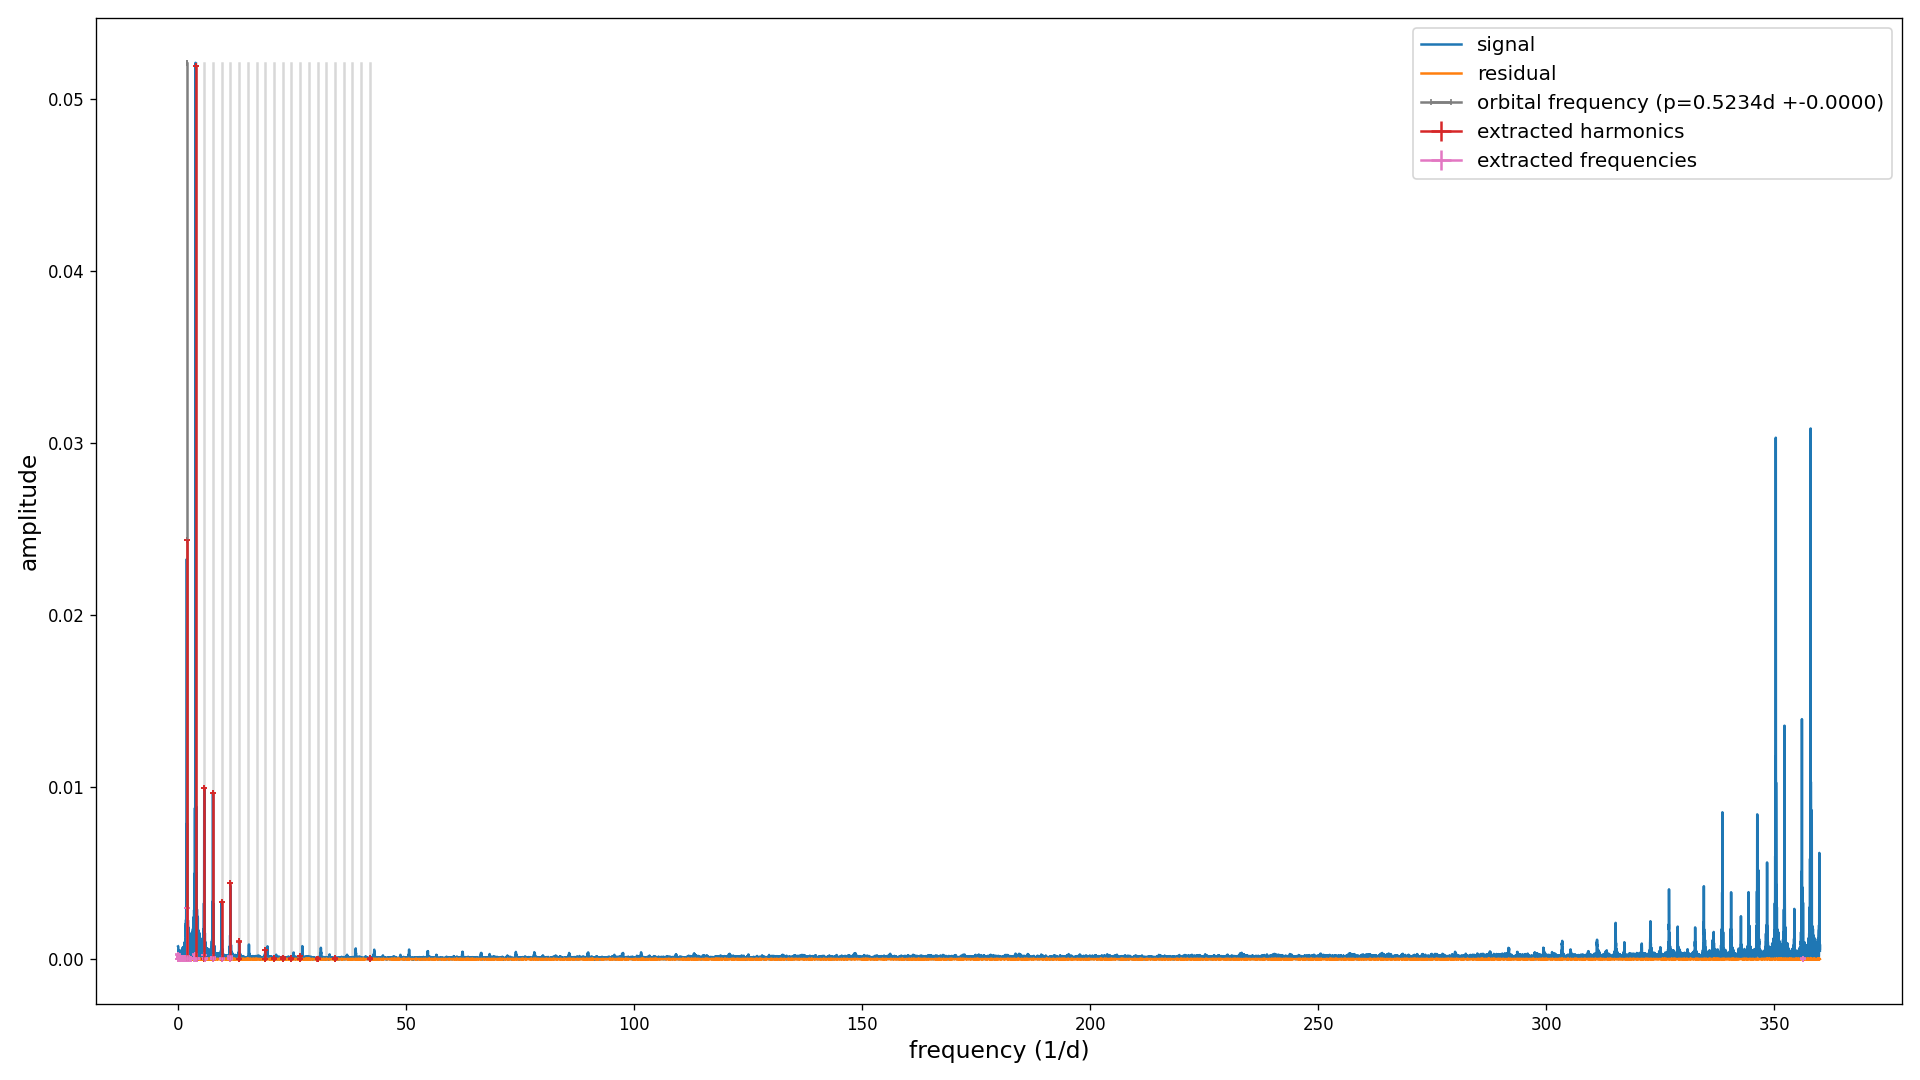 signal
residual
orbital frequency (p=0.5234d +-0.0000)
extracted harmonics
extracted frequencies
amplitude
0.05
0.04
0.03
0.02
0.01
0.00
0 50 100 150 200 250 300 350
frequency (1/d)